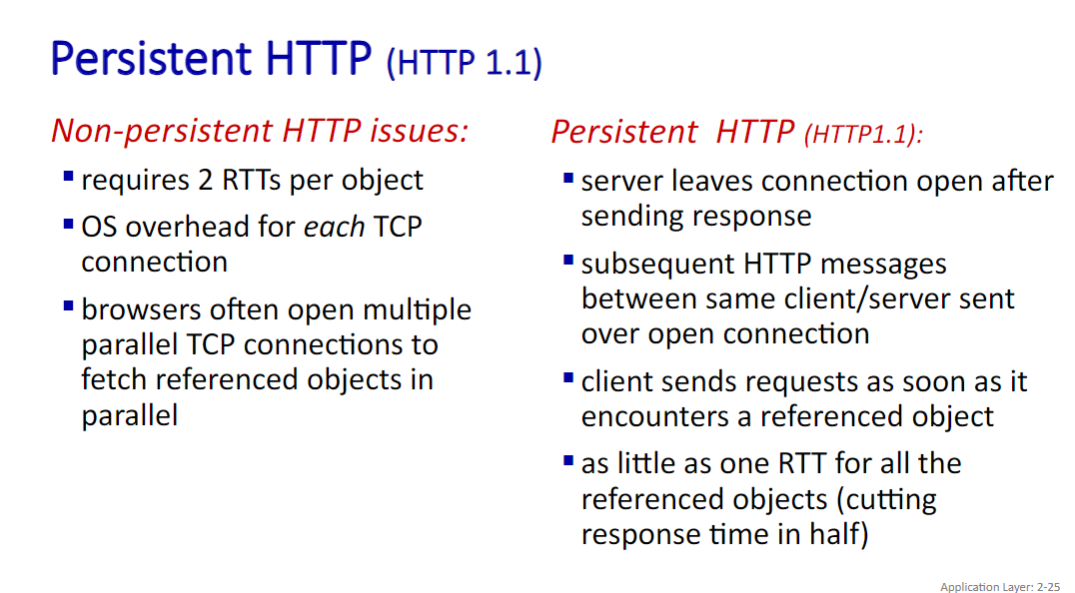 Persistent HTTP (HTTP 1.1)
Non-persistent HTTP issues:
▪ requires 2 RTTs per object
▪ OS overhead for each TCP
connection
▪ browsers often open multiple
parallel TCP connections to
fetch referenced objects in
parallel
Persistent HTTP (HTTP1.1):
▪ server leaves connection open after
sending response
▪ subsequent HTTP messages
between same client/server sent
over open connection
▪ client sends requests as soon as it
encounters a referenced object
▪ as little as one RTT for all the
referenced objects (cutting
response time in half)
Application Layer: 2-25